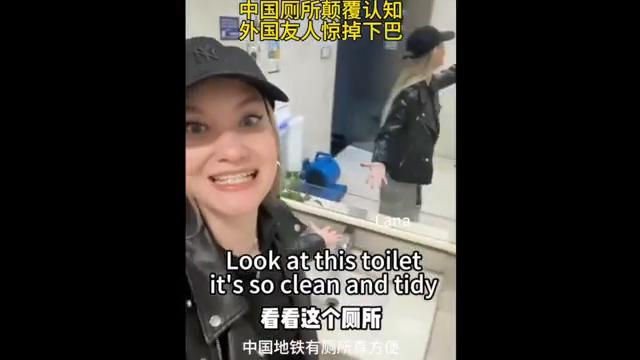 中国厕所颠覆认知
外国友人惊掉下巴
NY
Lana
Look at this toilet
it's so clean and tidy
看看这个厕所
中国地铁有厕所真方便